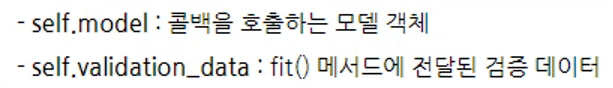 - self.model : 콜백을 호출하는 모델 객체
- self.validation_data : fit() 메서드에 전달된 검증 데이터